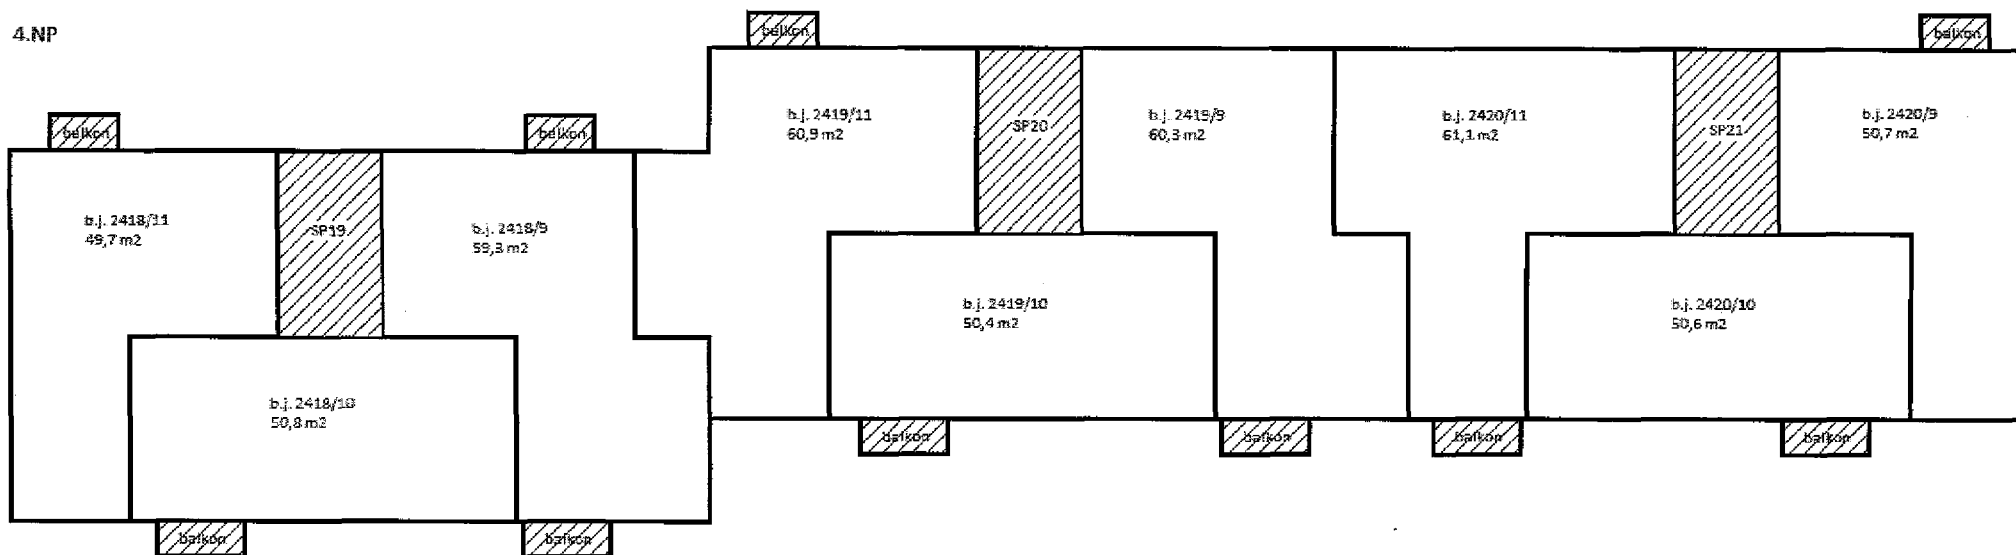 4.NP
balkon
balkon
balkon
balkon
b.j. 2418/11
49,7 m2
SP19
b.j. 2418/9
59,3 m2
b.j. 2419/11
60,9 m2
SP20
b.j. 2419/9
60,3 m2
b.j. 2420/11
61,1 m2
SP21
b.j. 2420/9
50,7 m2
b.j. 2418/10
50,8 m2
b.j. 2419/10
50,4 m2
b.j. 2420/10
50,6 m2
balkon
balkon
balkon
balkon
balkon
balkon